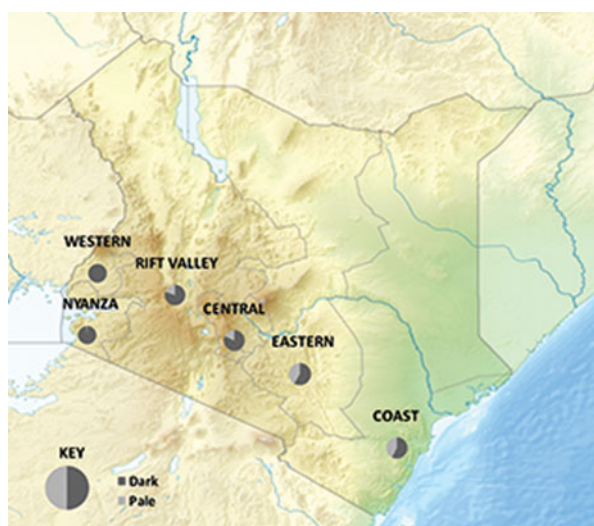 WESTERN
RIFT VALLEY
NYANZA
CENTRAL
EASTERN
COAST
KEY
Dark
Pale